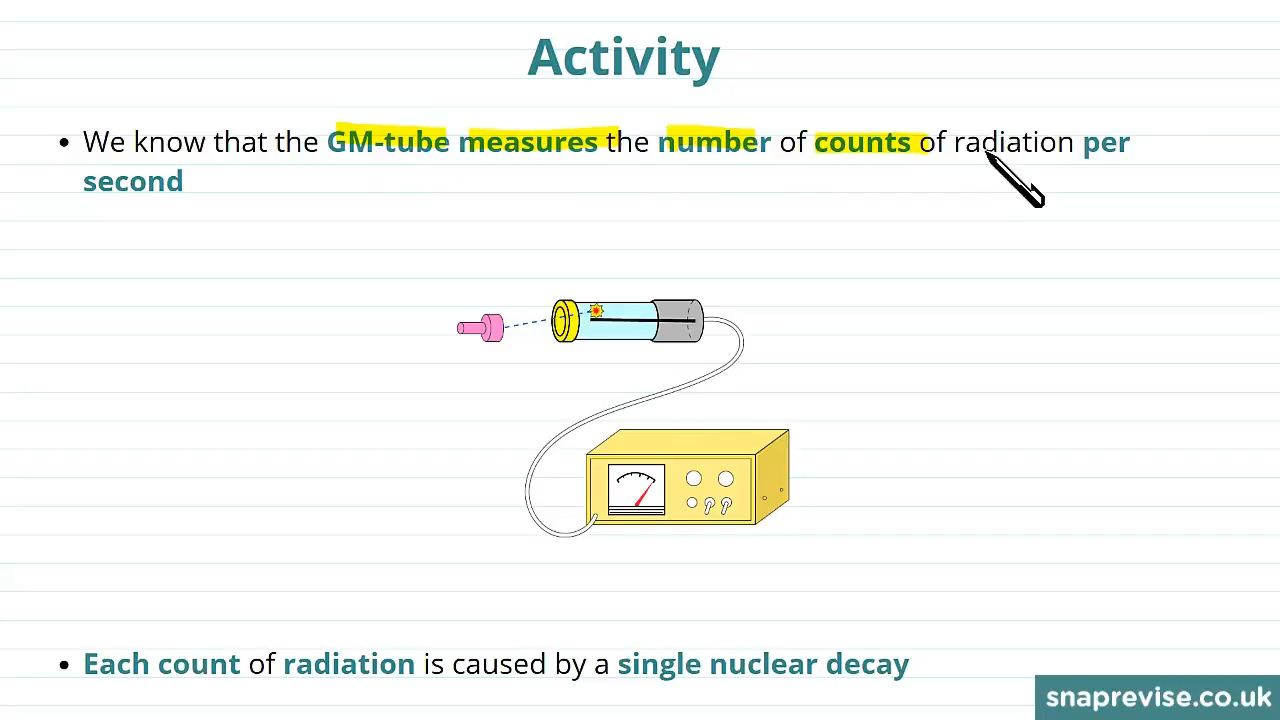 Activity
• We know that the GM-tube measures the number of counts of radiation per
second
• Each count of radiation is caused by a single nuclear decay
snaprevise.co.uk